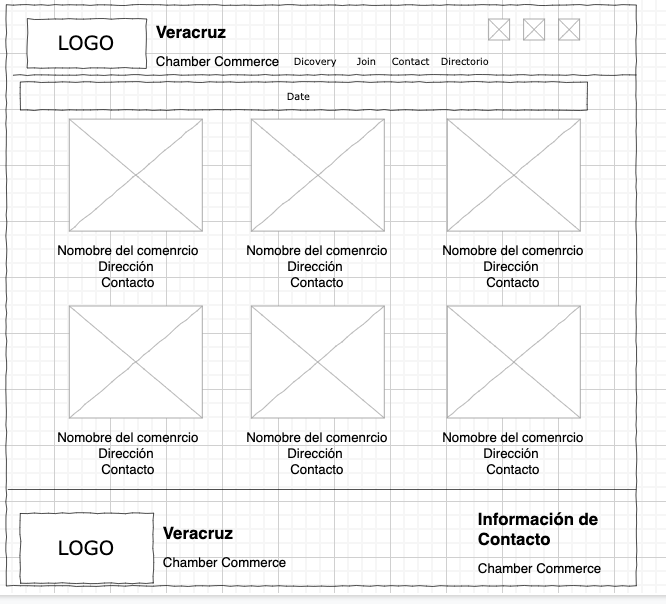 LOGO
Veracruz
Chamber Commerce
Dicovery
Join
Contact
Directorio
Date
Nomobre del comenrcio
Dirección
Contacto
Nomobre del comenrcio
Dirección
Contacto
Nomobre del comenrcio
Dirección
Contacto
Nomobre del comenrcio
Dirección
Contacto
Nomobre del comenrcio
Dirección
Contacto
Nomobre del comenrcio
Dirección
Contacto
LOGO
Veracruz
Chamber Commerce
Información de
Contacto
Chamber Commerce